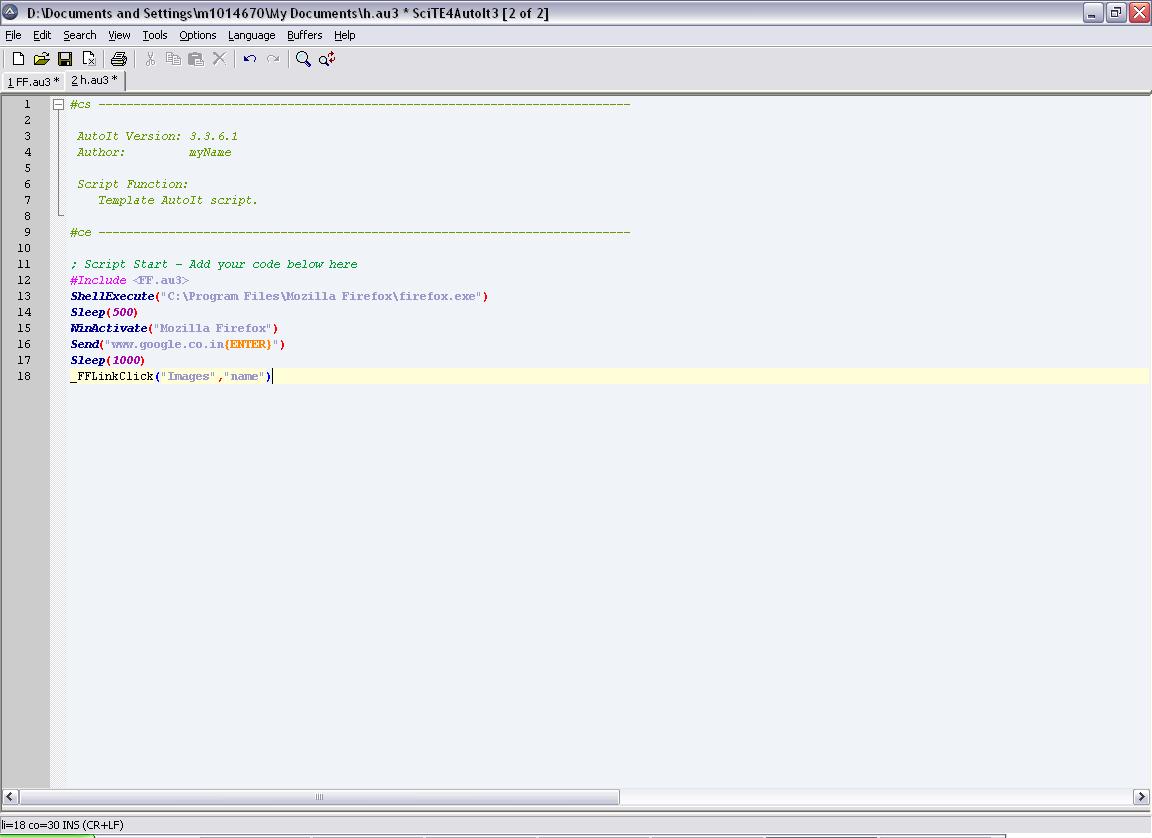 D:\Documents and Settings\m1014670\My Documents\h.au3 * SciTE4AutoIt3 [2 of 2]
File Edit Search View Tools Options Language Buffers Help
1 FF.au3 * 2 h.au3 *
1 #cs ----------------------------------------------------------------------------
2
3 AutoIt Version: 3.3.6.1
4 Author: myName
5
6 Script Function:
7 Template AutoIt script.
8
9 #ce ----------------------------------------------------------------------------
10
11 ; Script Start - Add your code below here
12 #Include <FF.au3>
13 ShellExecute("C:\Program Files\Mozilla Firefox\firefox.exe")
14 Sleep(500)
15 WinActivate("Mozilla Firefox")
16 Send("www.google.co.in{ENTER}")
17 Sleep(1000)
18 _FFLinkClick("Images","name")
li=18 co=30 INS (CR+LF)